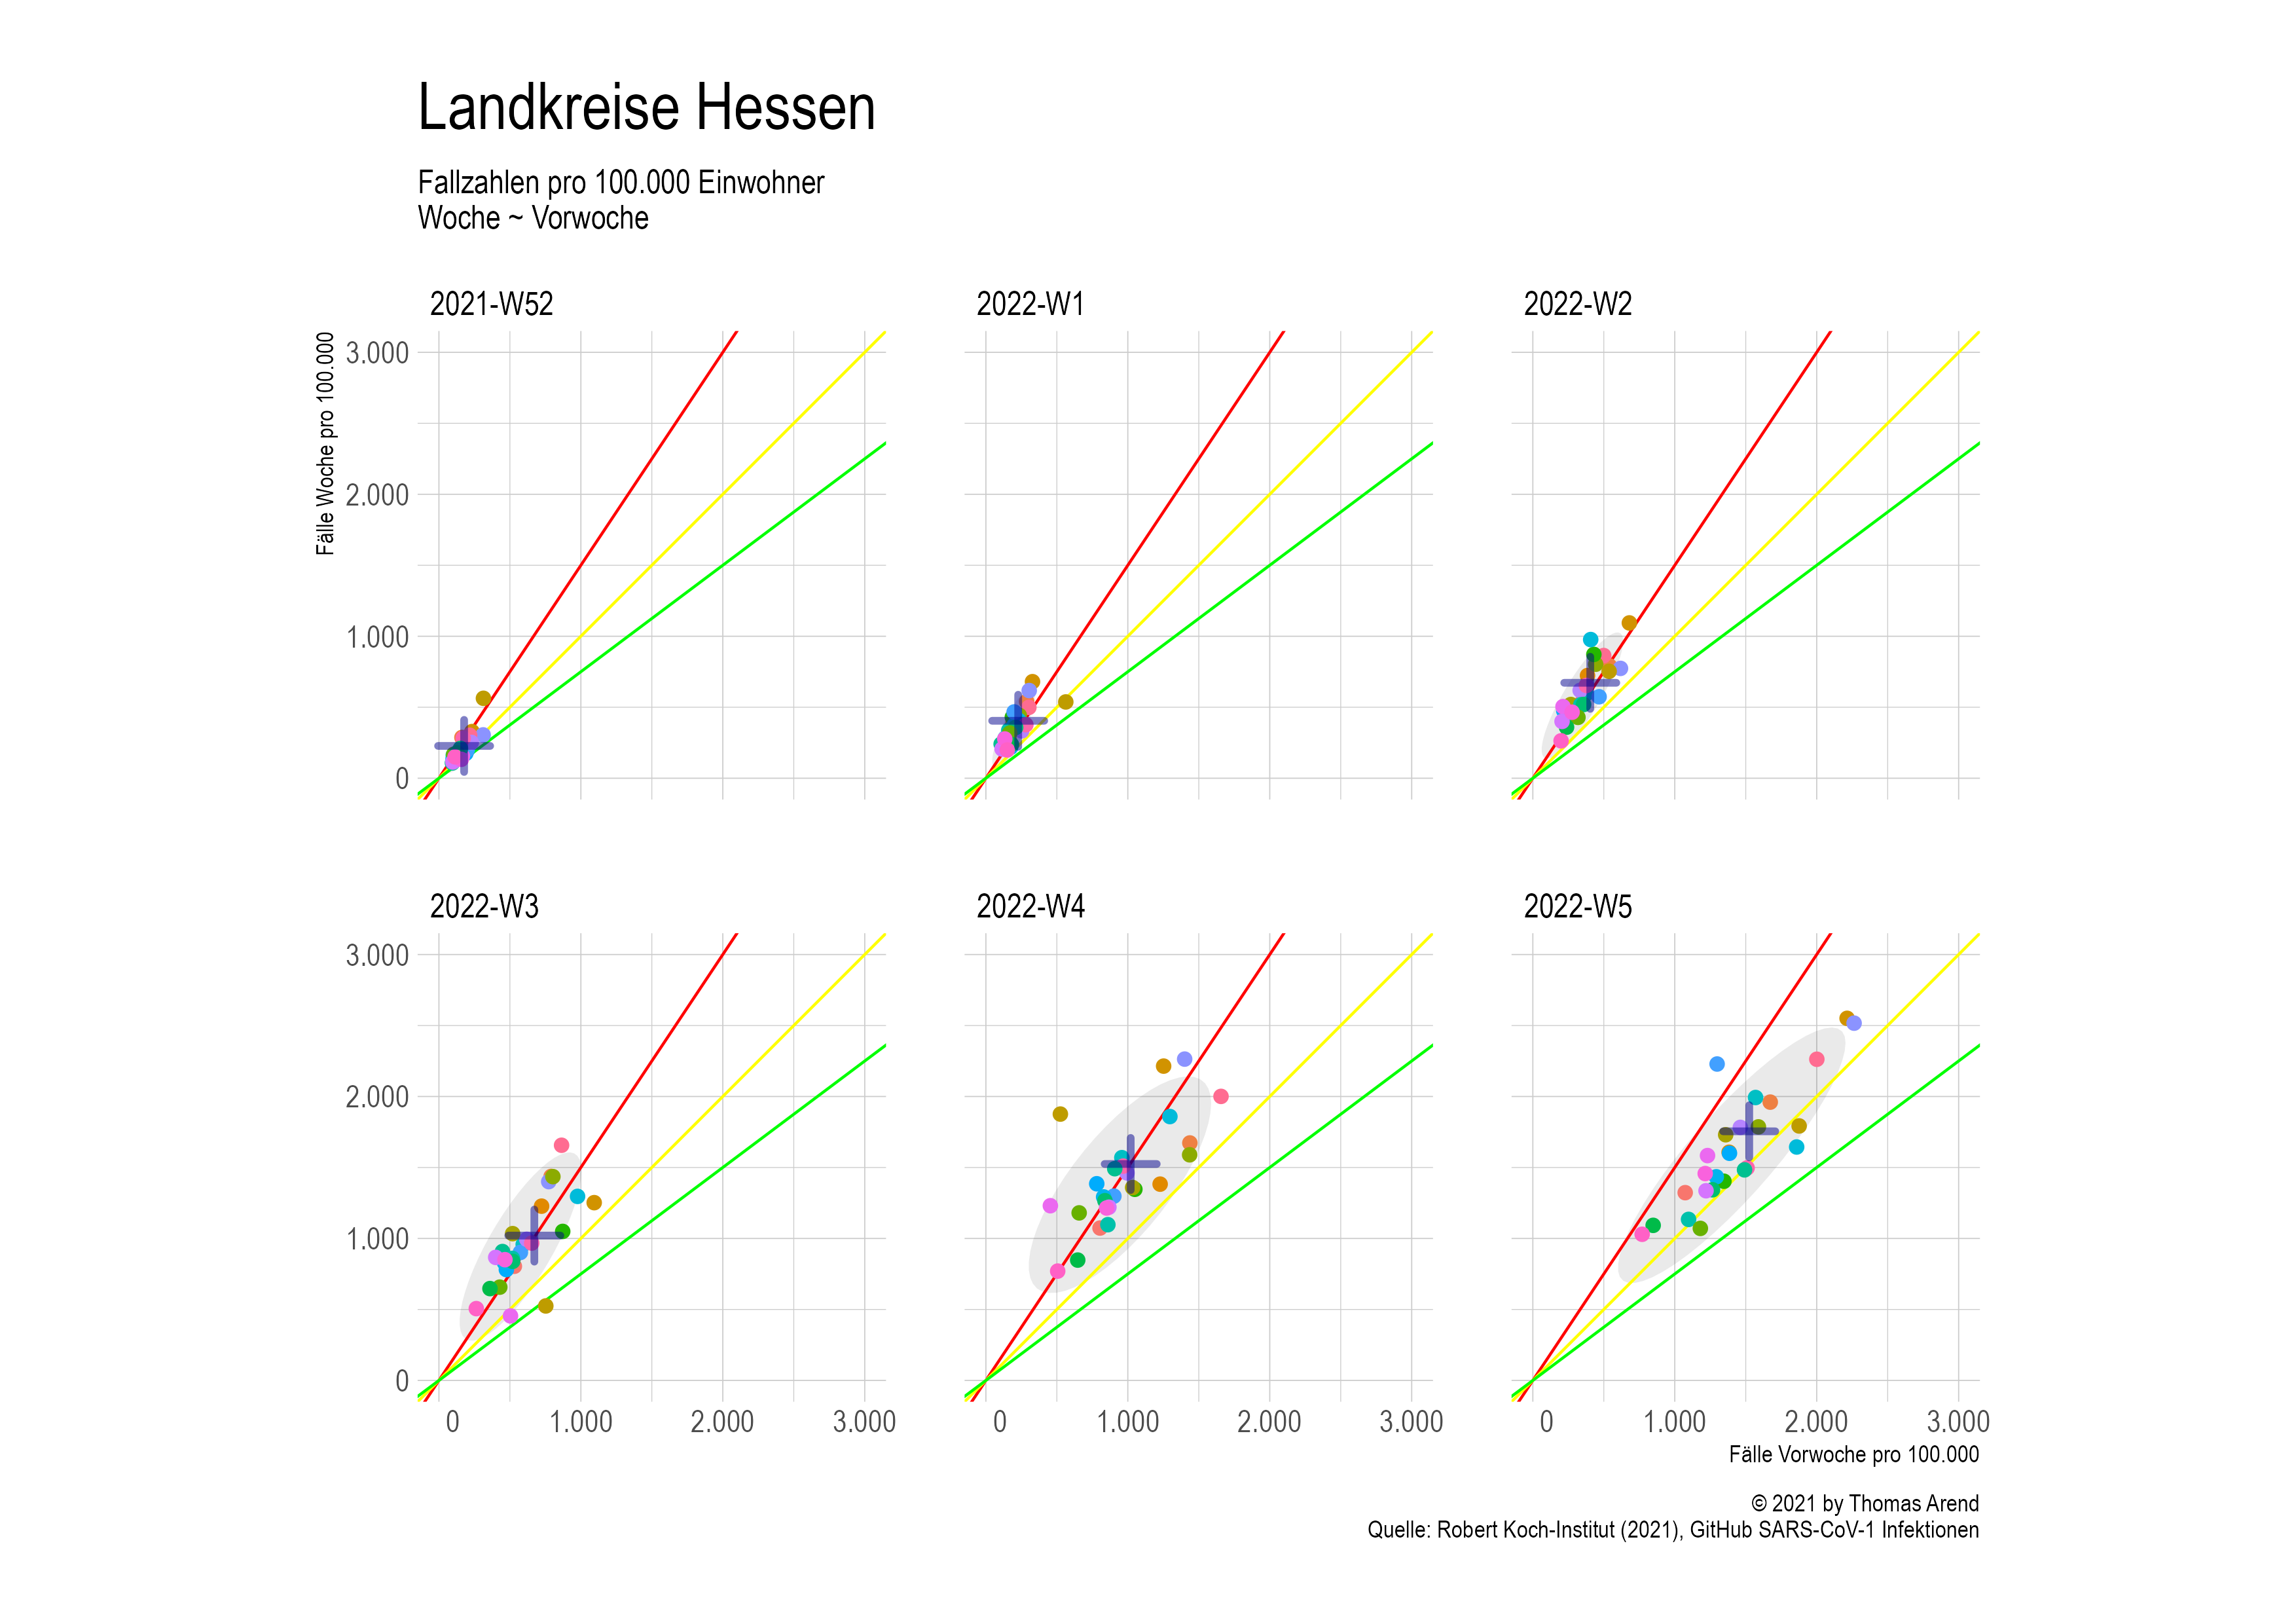 Landkreise Hessen
Fallzahlen pro 100.000 Einwohner
Woche ~ Vorwoche
2021-W52
2022-W1
2022-W2
Fälle Woche pro 100.000
3.000
2.000
1.000
0
2022-W3
2022-W4
2022-W5
3.000
2.000
1.000
0
0 1.000 2.000 3.000
0 1.000 2.000 3.000
0 1.000 2.000 3.000
Fälle Vorwoche pro 100.000
© 2021 by Thomas Arend
Quelle: Robert Koch-Institut (2021), GitHub SARS-CoV-1 Infektionen